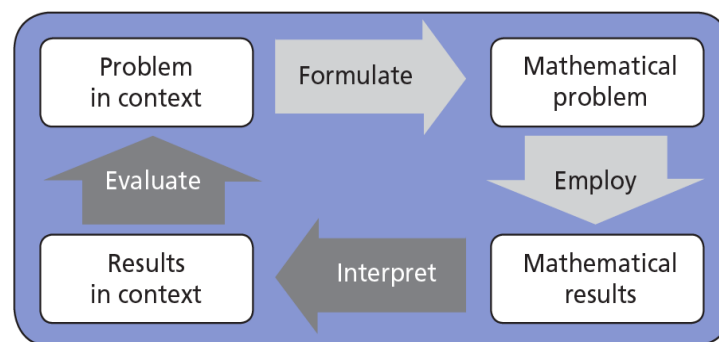 Problem
in context
Formulate
Mathematical
problem
Evaluate
Employ
Results
in context
Interpret
Mathematical
results